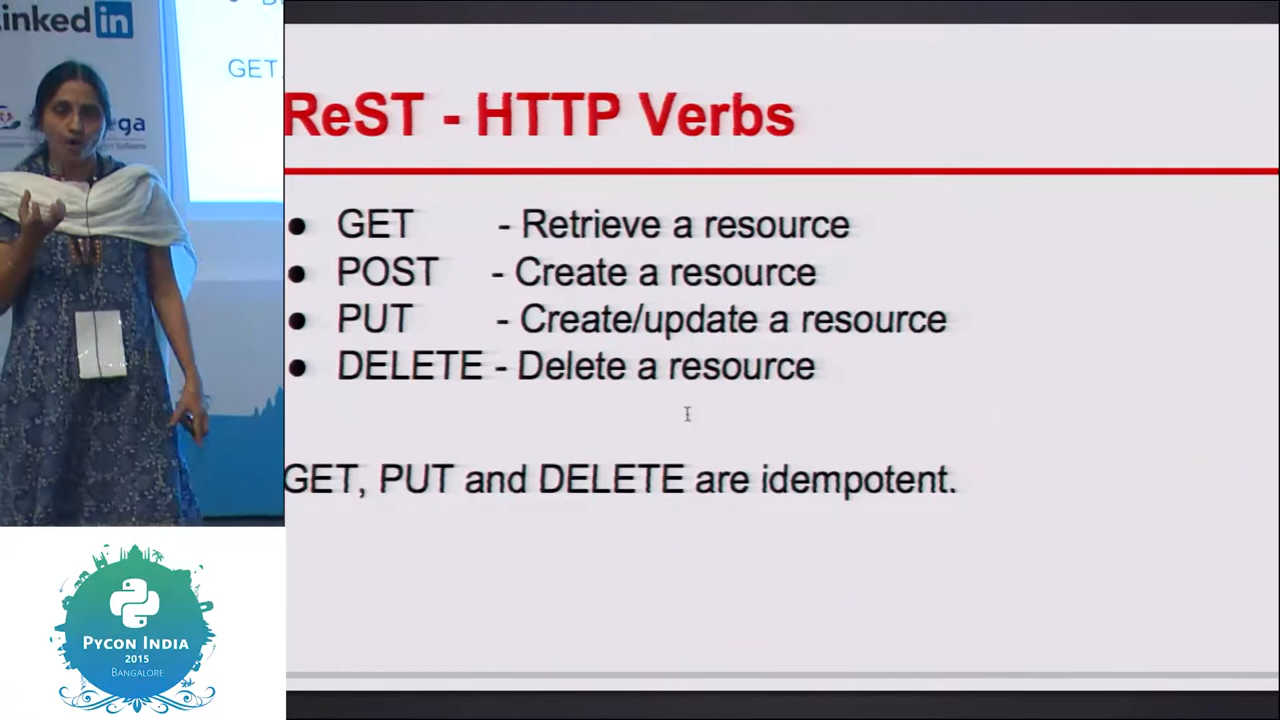 Linked in
GET,
ega
ReST - HTTP Verbs
● GET - Retrieve a resource
● POST - Create a resource
● PUT - Create/update a resource
● DELETE - Delete a resource
GET, PUT and DELETE are idempotent.
PYCON INDIA
2015
BANGALORE